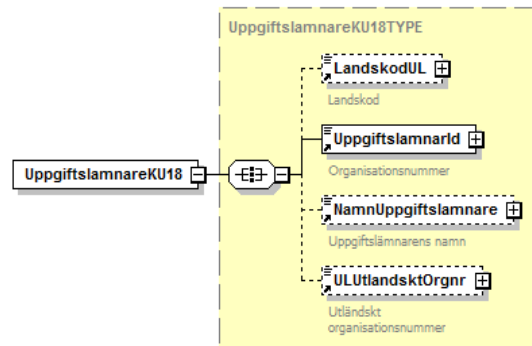 UppgiftslamnareKU18TYPE
LandskodUL
Landskod
UppgiftslamnareKU18
UppgiftslamnarId
Organisationsnummer
NamnUppgiftslamnare
Uppgiftslämnarens namn
ULUtlandsktOrgnr
Utländskt
organisationsnummer